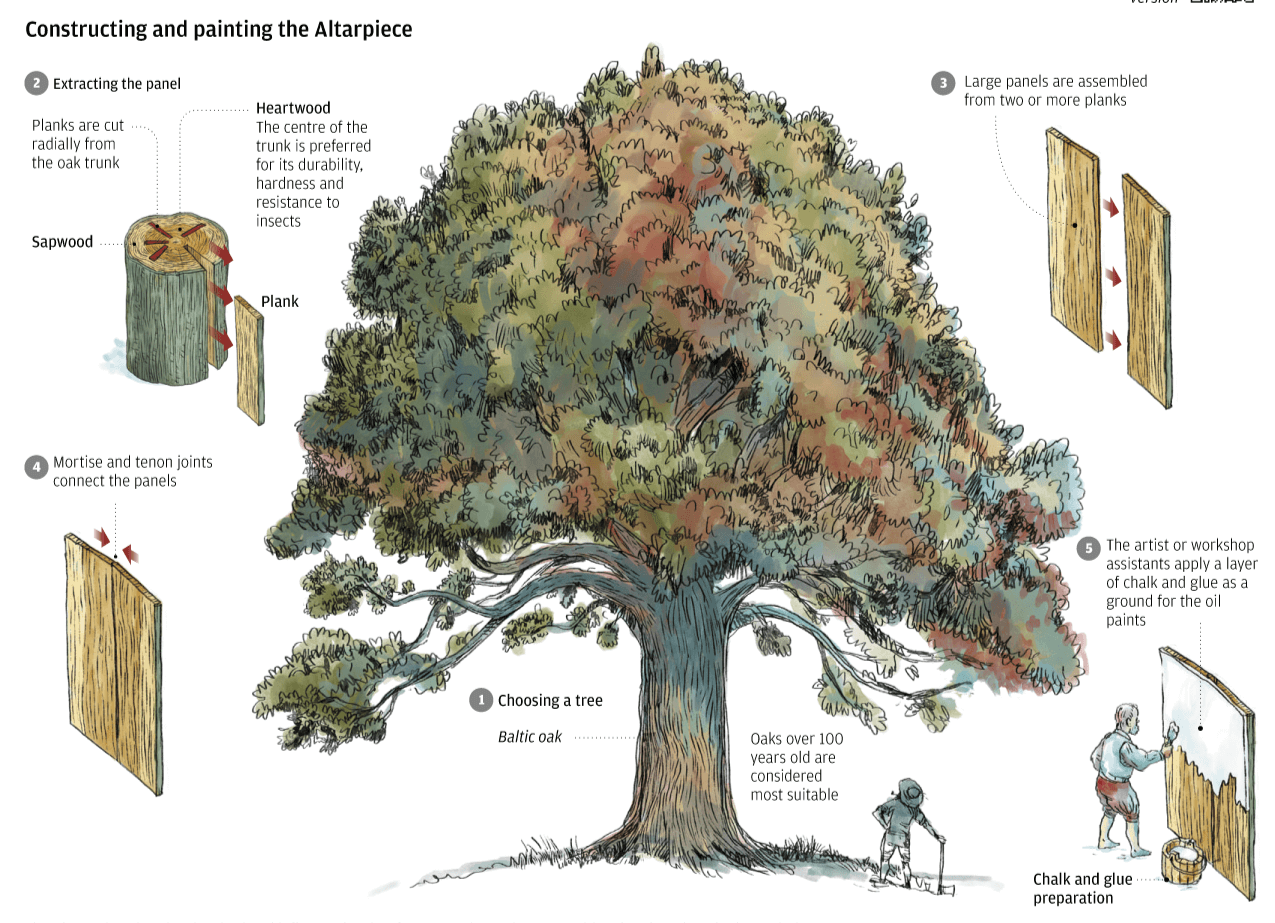 version
Constructing and painting the Altarpiece
2 Extracting the panel
Planks are cut
radially from
the oak trunk
Heartwood
The centre of the
trunk is preferred
for its durability,
hardness and
resistance to
insects
Sapwood
Plank
3 Large panels are assembled
from two or more planks
4 Mortise and tenon joints
connect the panels
5 The artist or workshop
assistants apply a layer
of chalk and glue as a
ground for the oil
paints
1 Choosing a tree
Baltic oak
Oaks over 100
years old are
considered
most suitable
Chalk and glue
preparation